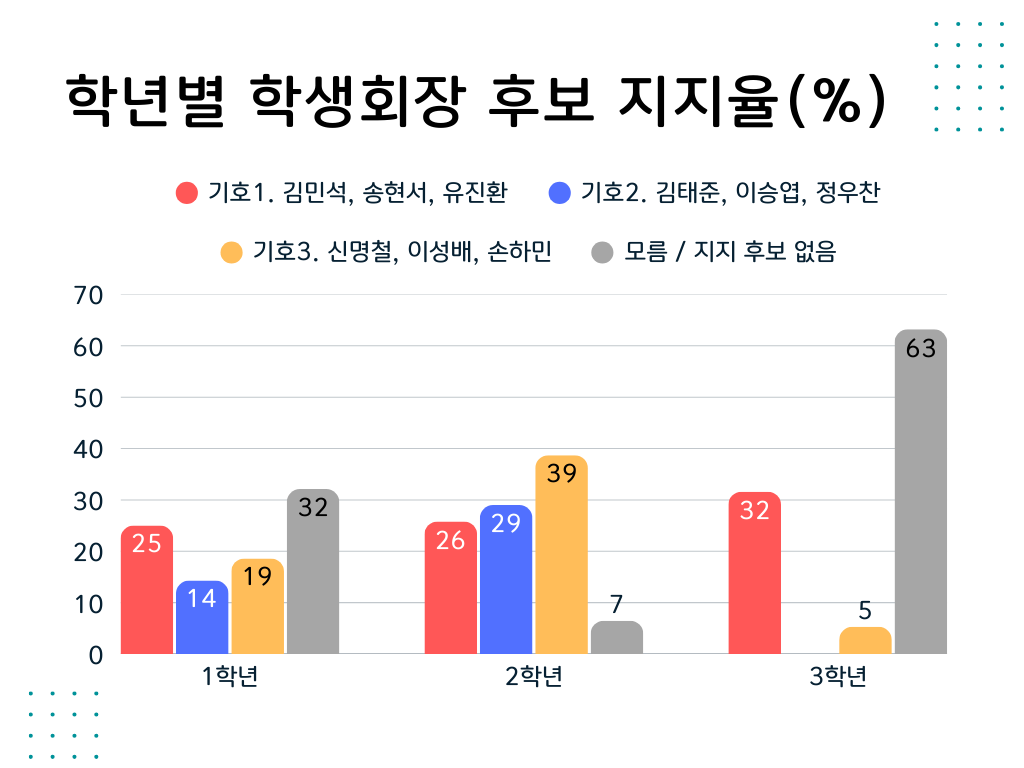 학년별 학생회장 후보 지지율(%)
기호1. 김민석, 송현서, 유진환 기호2. 김태준, 이승엽, 정우찬
기호3. 신명철, 이성배, 손하민 모름 / 지지 후보 없음
70
60
50
40
30
20
10
0
25 14 19 32
26 29 39 7
32 5 63
1학년 2학년 3학년